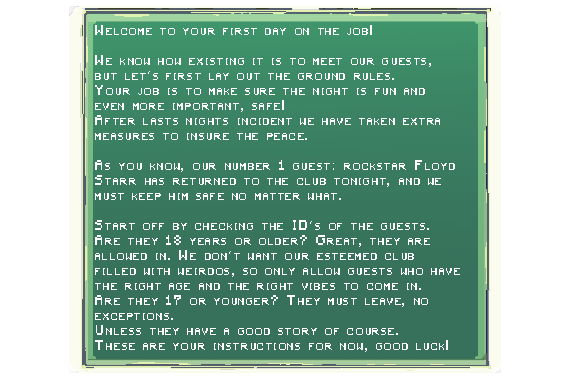 Welcome to your first day on the job!
We know how existing it is to meet our guests,
but let's first lay out the ground rules.
Your job is to make sure the night is fun and
even more important, safe!
After lasts nights incident we have taken extra
measures to insure the peace.
As you know, our number 1 guest: rockstar Floyd
Starr has returned to the club tonight, and we
must keep him safe no matter what.
Start off by checking the ID's of the guests.
Are they 18 years or older? Great, they are
allowed in. We don't want our esteemed club
filled with weirdos, so only allow guests who have
the right age and the right vibes to come in.
Are they 17 or younger? They must leave, no
exceptions.
Unless they have a good story of course.
These are your instructions for now, good luck!